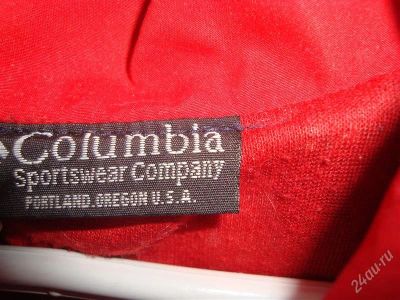 Columbia
Sportswear Company
PORTLAND, OREGON U.S.A.
24au.ru